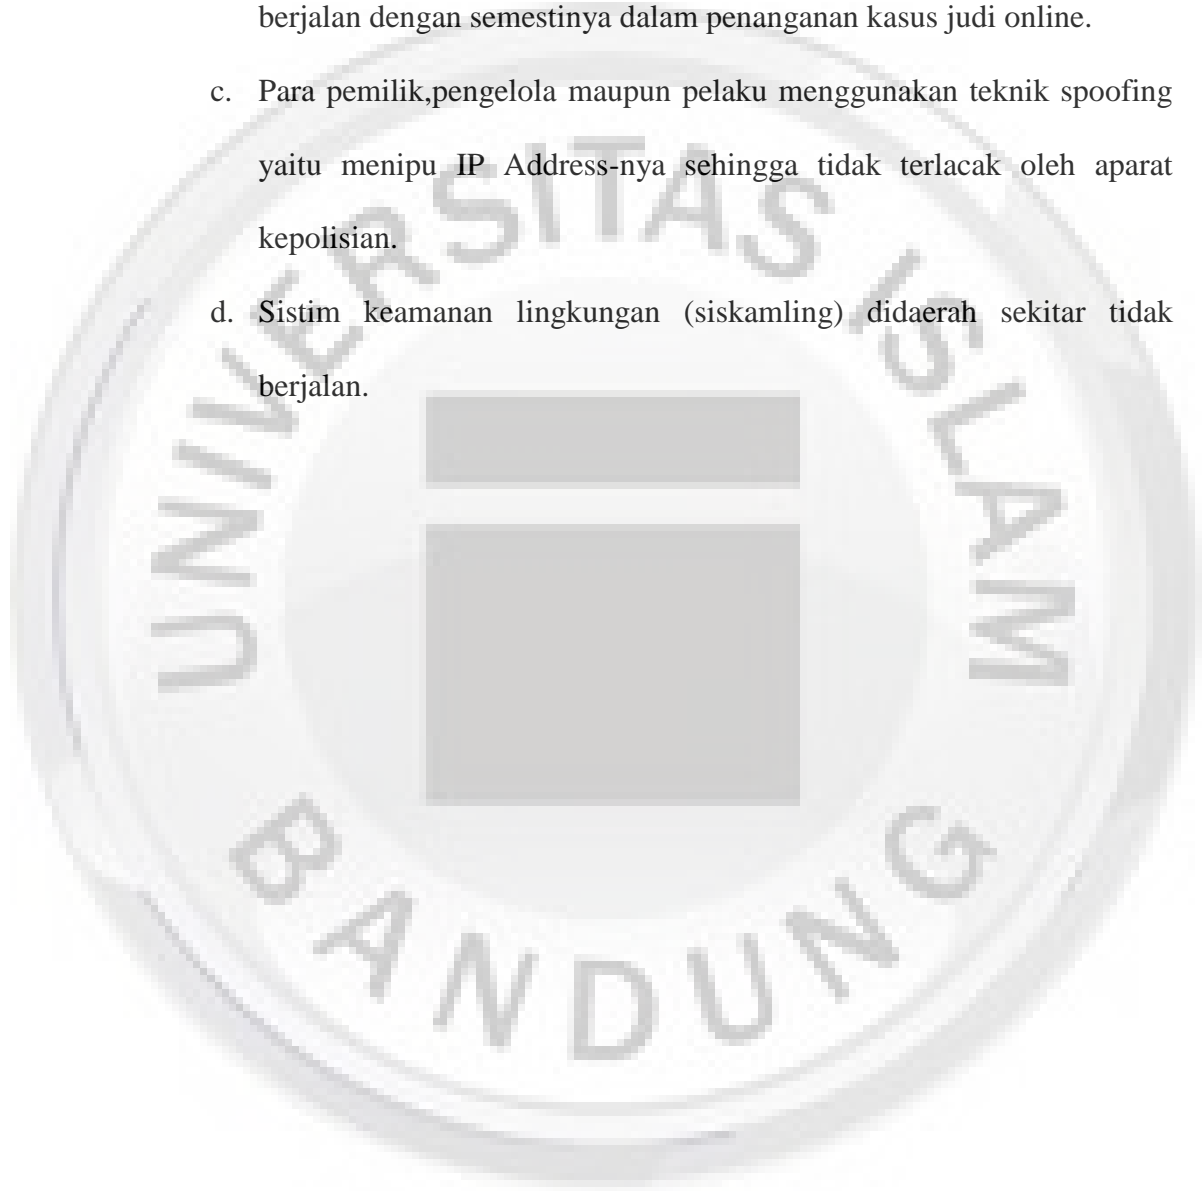 berjalan dengan semestinya dalam penanganan kasus judi online.
c. Para pemilik,pengelola maupun pelaku menggunakan teknik spoofing
yaitu menipu IP Address-nya sehingga tidak terlacak oleh aparat
kepolisian.
d. Sistim keamanan lingkungan (siskamling) didaerah sekitar tidak
berjalan.
UNIVERSITAS ISLAM
BANDUNG